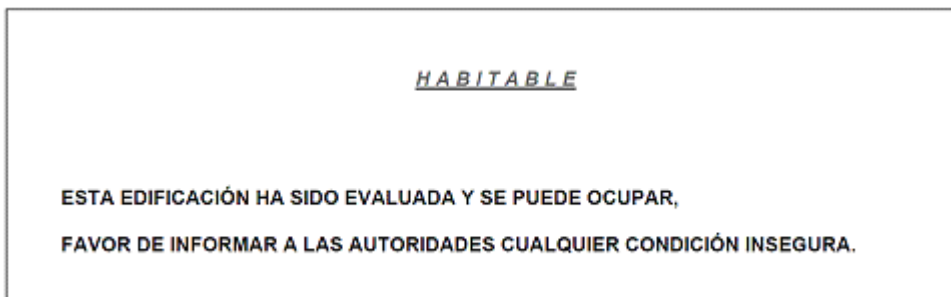 HABITABLE
ESTA EDIFICACIÓN HA SIDO EVALUADA Y SE PUEDE OCUPAR,
FAVOR DE INFORMAR A LAS AUTORIDADES CUALQUIER CONDICIÓN INSEGURA.